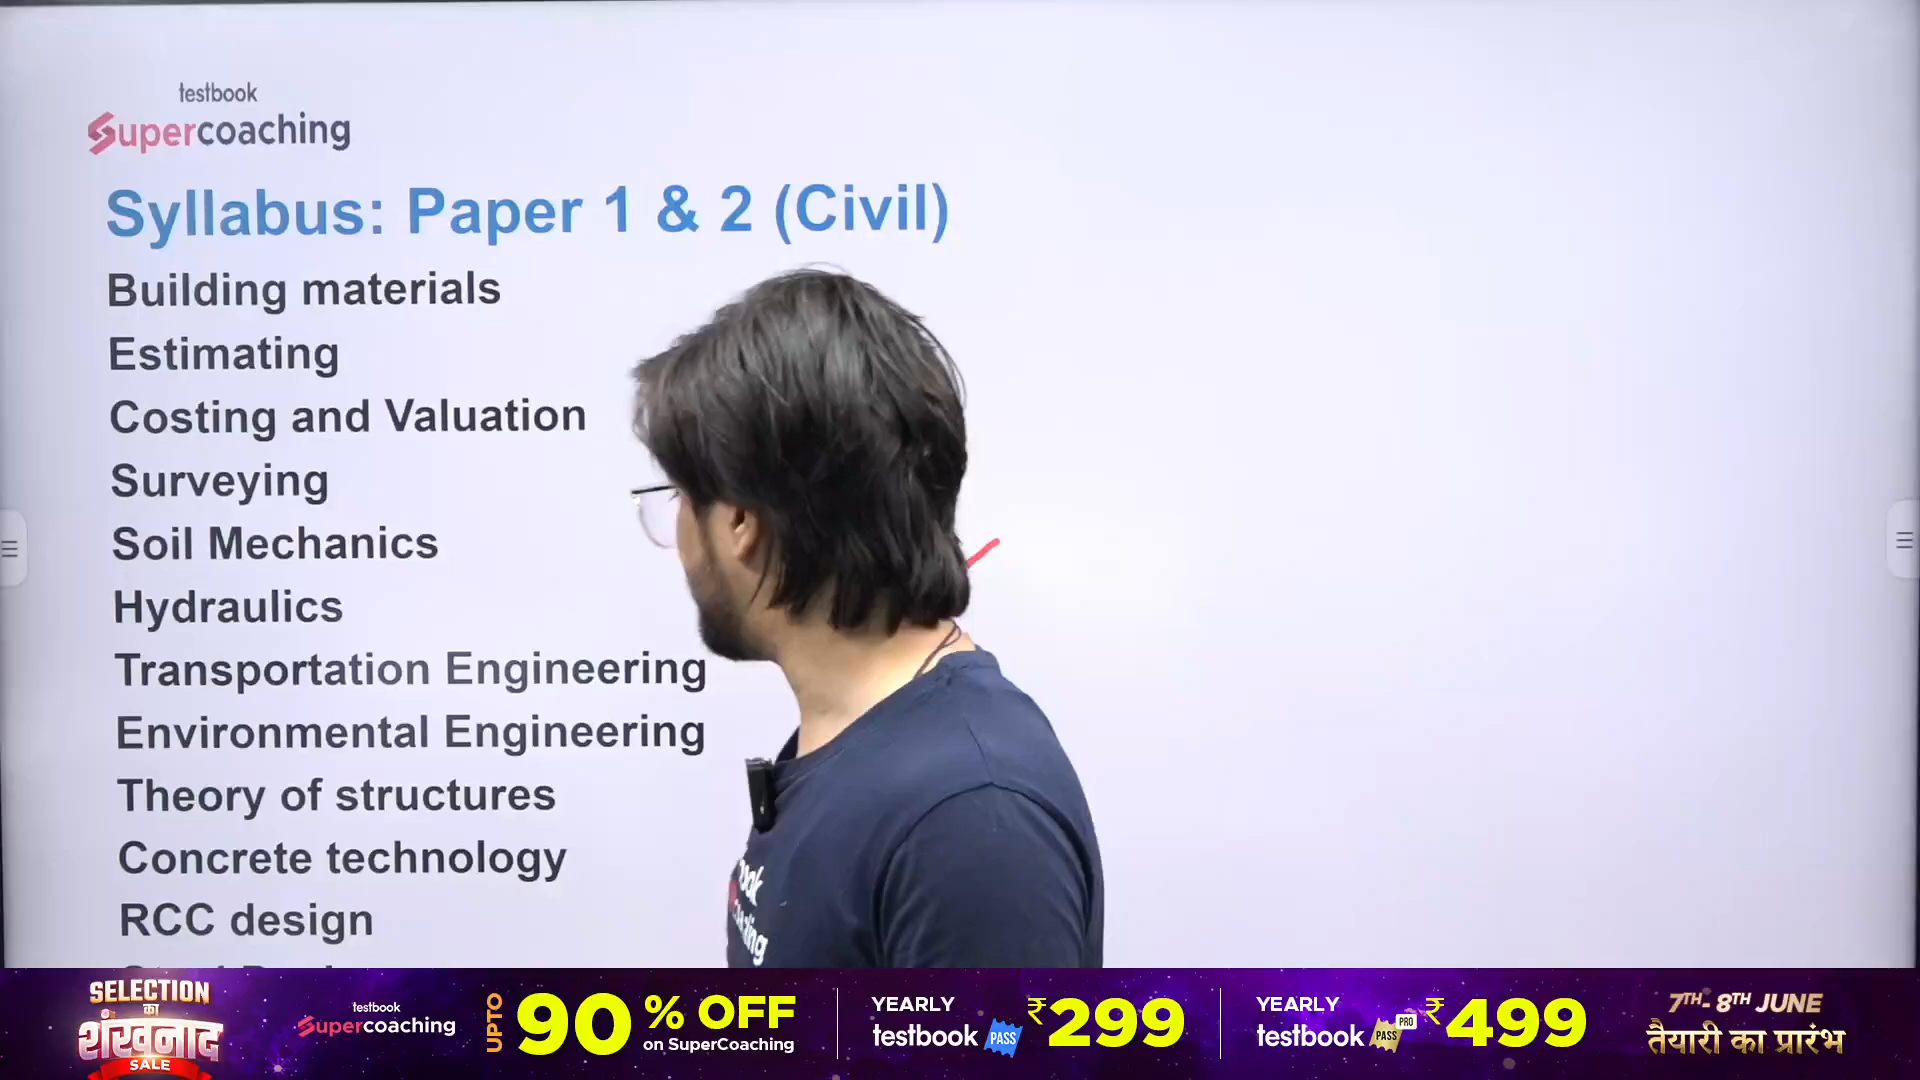 testbook
Supercoaching
Syllabus: Paper 1 & 2 (Civil)
Building materials
Estimating
Costing and Valuation
Surveying
Soil Mechanics
Hydraulics
Transportation Engineering
Environmental Engineering
Theory of structures
Concrete technology
RCC design
SELECTION
का
शंखनाद
SALE
testbook
Supercoaching
UPTO
90% OFF
on SuperCoaching
YEARLY
testbook PASS
₹299
YEARLY
testbook PASS PRO
₹499
7TH- 8TH JUNE
तैयारी का प्रारंभ